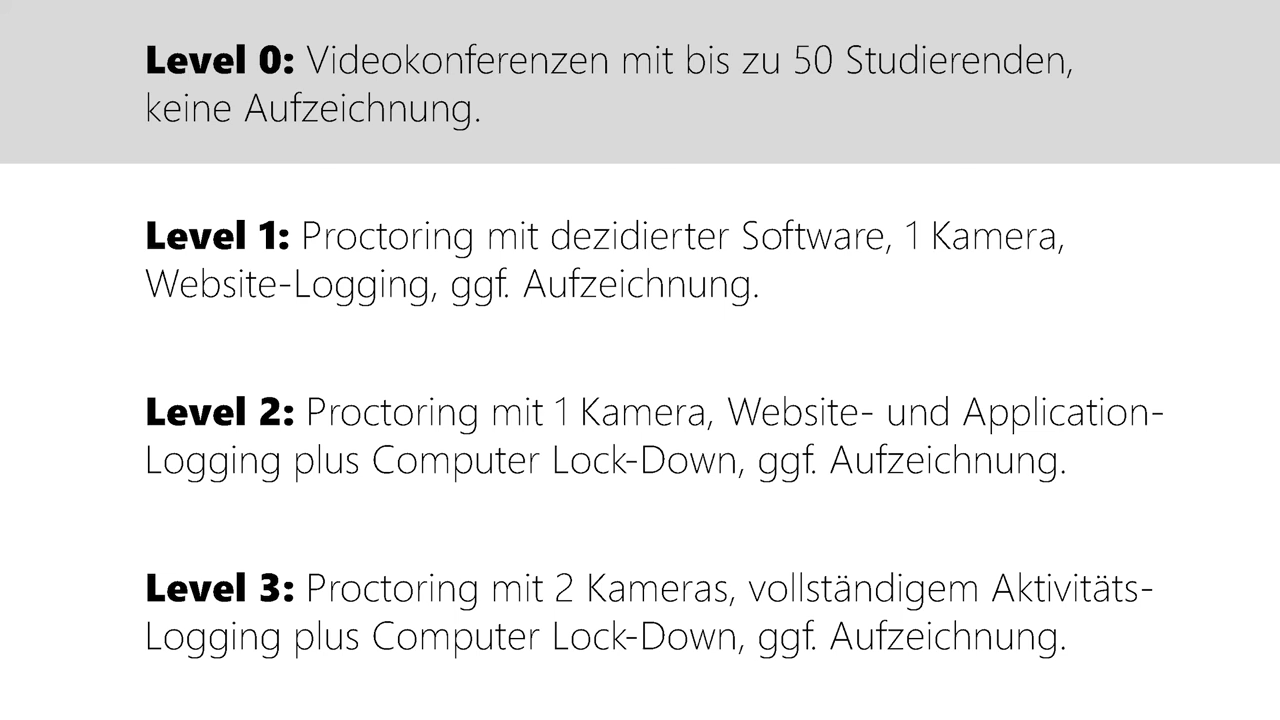 Level 0: Videokonferenzen mit bis zu 50 Studierenden,
keine Aufzeichnung.
Level 1: Proctoring mit dezidierter Software, 1 Kamera,
Website-Logging, ggf. Aufzeichnung.
Level 2: Proctoring mit 1 Kamera, Website- und Application-
Logging plus Computer Lock-Down, ggf. Aufzeichnung.
Level 3: Proctoring mit 2 Kameras, vollständigem Aktivitäts-
Logging plus Computer Lock-Down, ggf. Aufzeichnung.